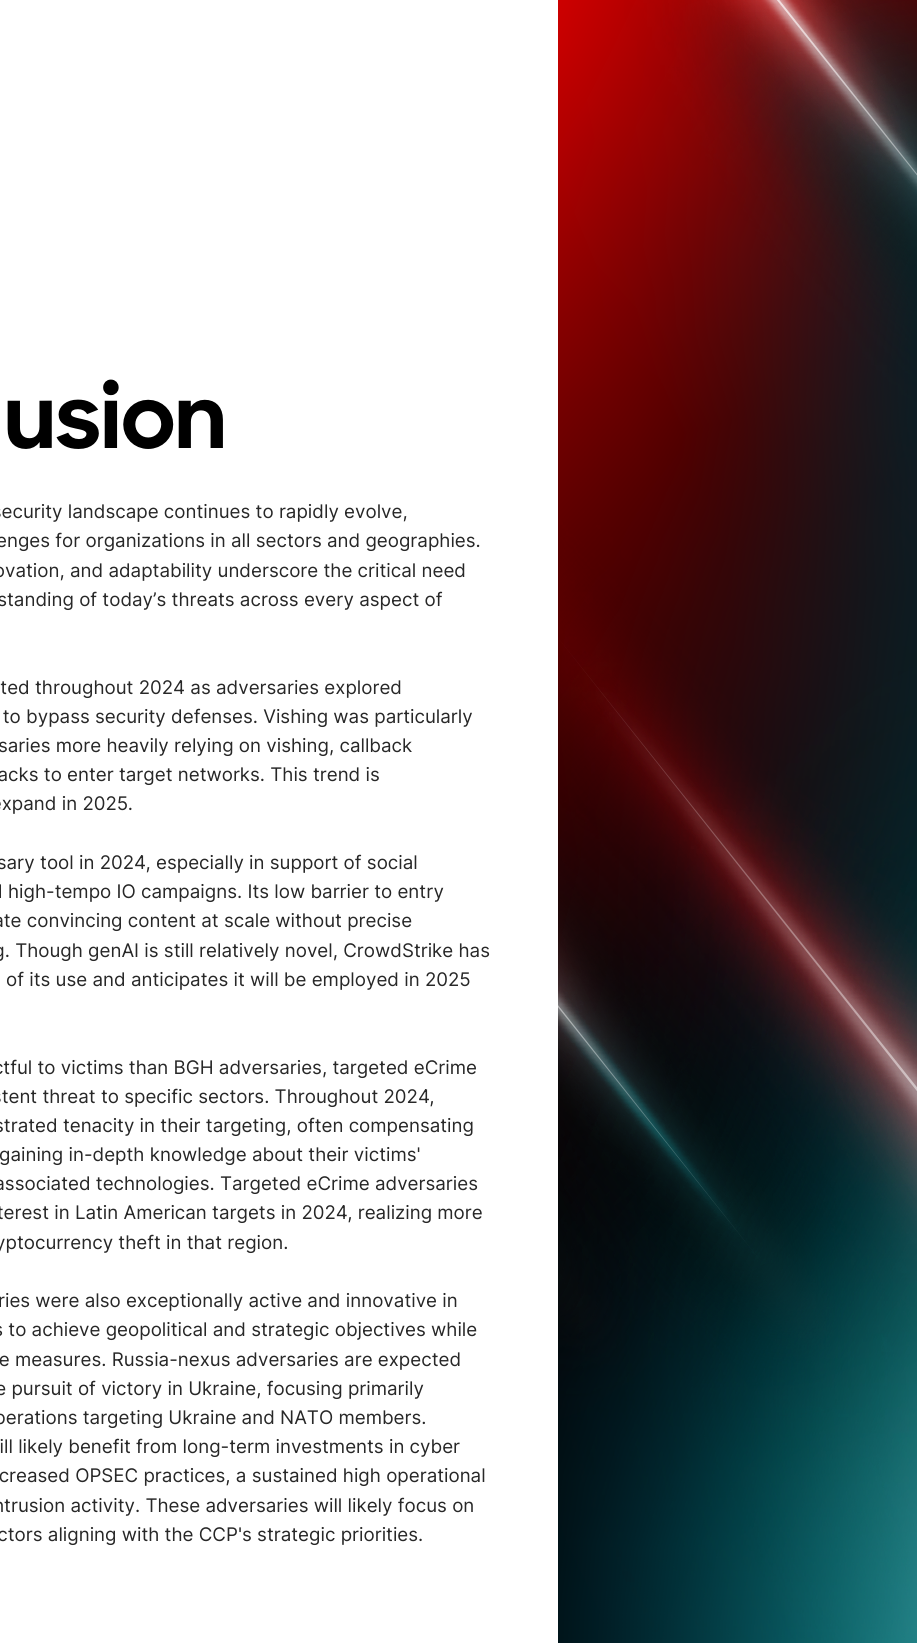 usion
security landscape continues to rapidly evolve,
enges for organizations in all sectors and geographies.
ovation, and adaptability underscore the critical need
standing of today’s threats across every aspect of
ted throughout 2024 as adversaries explored
to bypass security defenses. Vishing was particularly
saries more heavily relying on vishing, callback
acks to enter target networks. This trend is
expand in 2025.
sary tool in 2024, especially in support of social
high-tempo IO campaigns. Its low barrier to entry
ate convincing content at scale without precise
g. Though genAI is still relatively novel, CrowdStrike has
of its use and anticipates it will be employed in 2025
ctful to victims than BGH adversaries, targeted eCrime
stent threat to specific sectors. Throughout 2024,
strated tenacity in their targeting, often compensating
gaining in-depth knowledge about their victims'
associated technologies. Targeted eCrime adversaries
terest in Latin American targets in 2024, realizing more
yptocurrency theft in that region.
ries were also exceptionally active and innovative in
s to achieve geopolitical and strategic objectives while
e measures. Russia-nexus adversaries are expected
e pursuit of victory in Ukraine, focusing primarily
perations targeting Ukraine and NATO members.
ill likely benefit from long-term investments in cyber
creased OPSEC practices, a sustained high operational
ntrusion activity. These adversaries will likely focus on
ctors aligning with the CCP's strategic priorities.